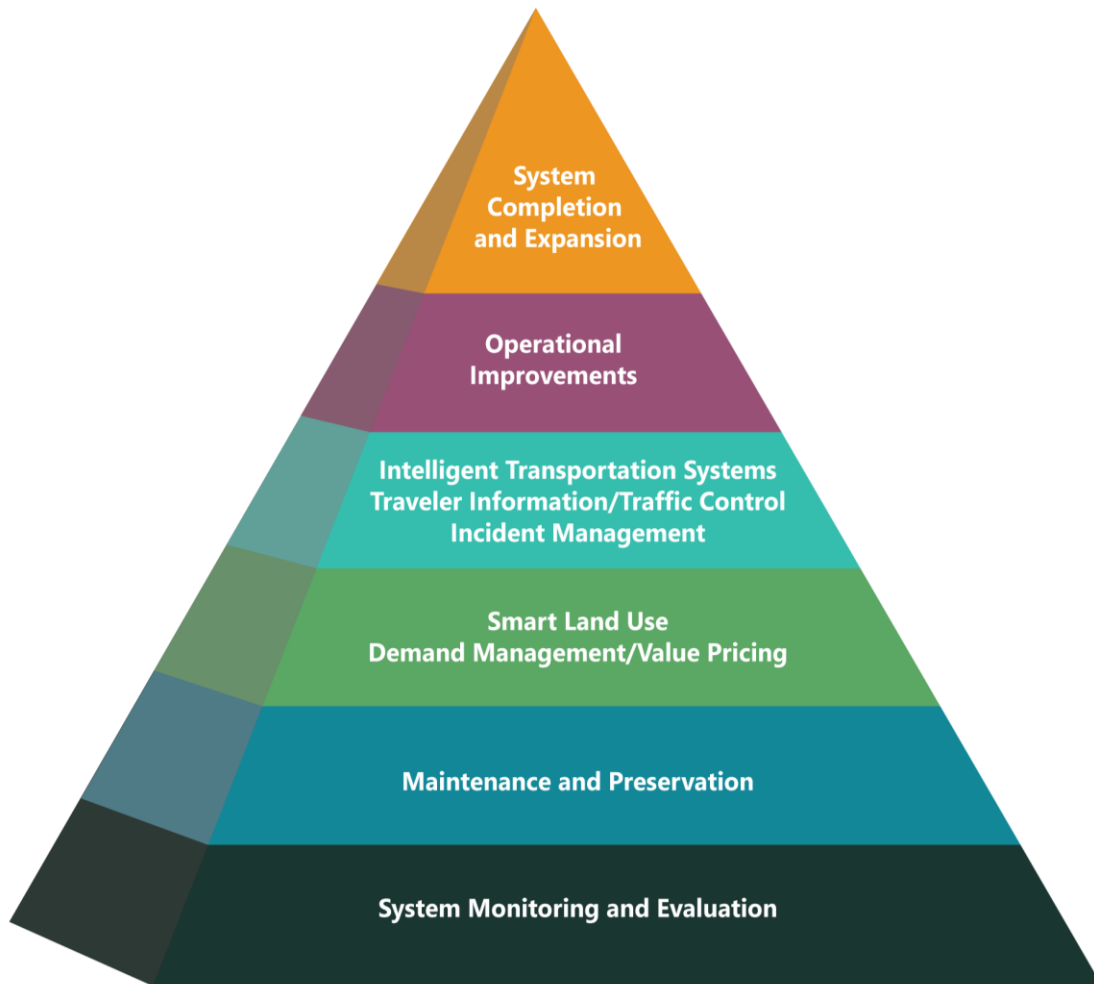 System
Completion
and Expansion
Operational
Improvements
Intelligent Transportation Systems
Traveler Information/Traffic Control
Incident Management
Smart Land Use
Demand Management/Value Pricing
Maintenance and Preservation
System Monitoring and Evaluation